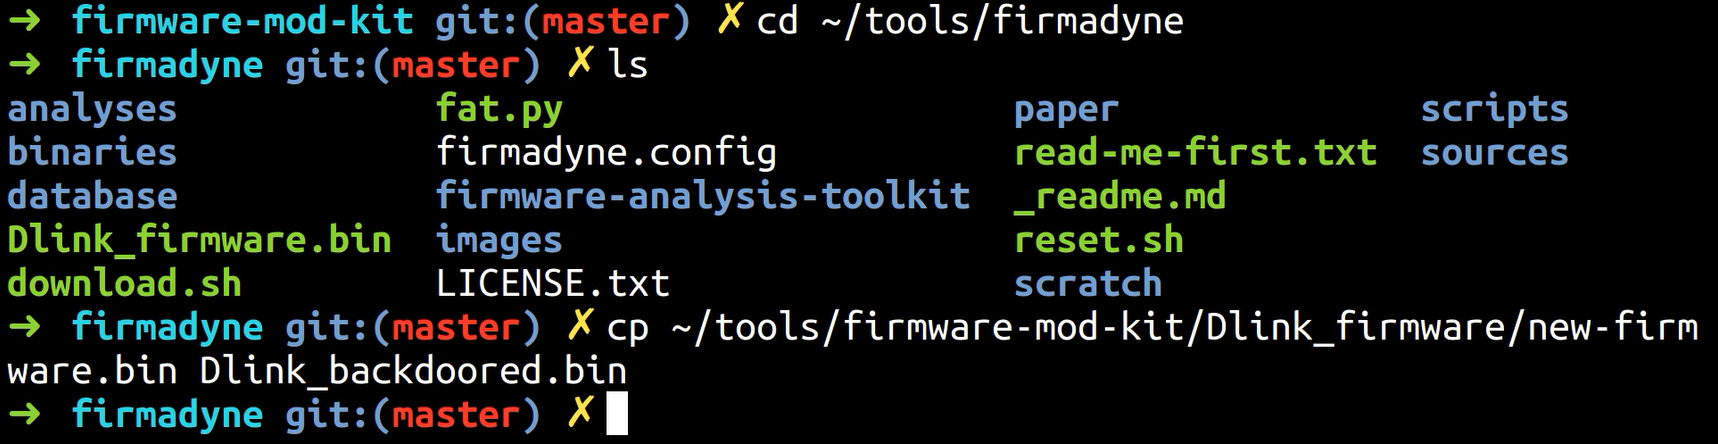 ➜ firmware-mod-kit git:(master) ✗ cd ~/tools/firmadyne
➜ firmadyne git:(master) ✗ ls
analyses fat.py paper scripts
binaries firmadyne.config read-me-first.txt sources
database firmware-analysis-toolkit _readme.md
Dlink_firmware.bin images reset.sh
download.sh LICENSE.txt scratch
➜ firmadyne git:(master) ✗ cp ~/tools/firmware-mod-kit/Dlink_firmware/new-firm
ware.bin Dlink_backdoored.bin
➜ firmadyne git:(master) ✗